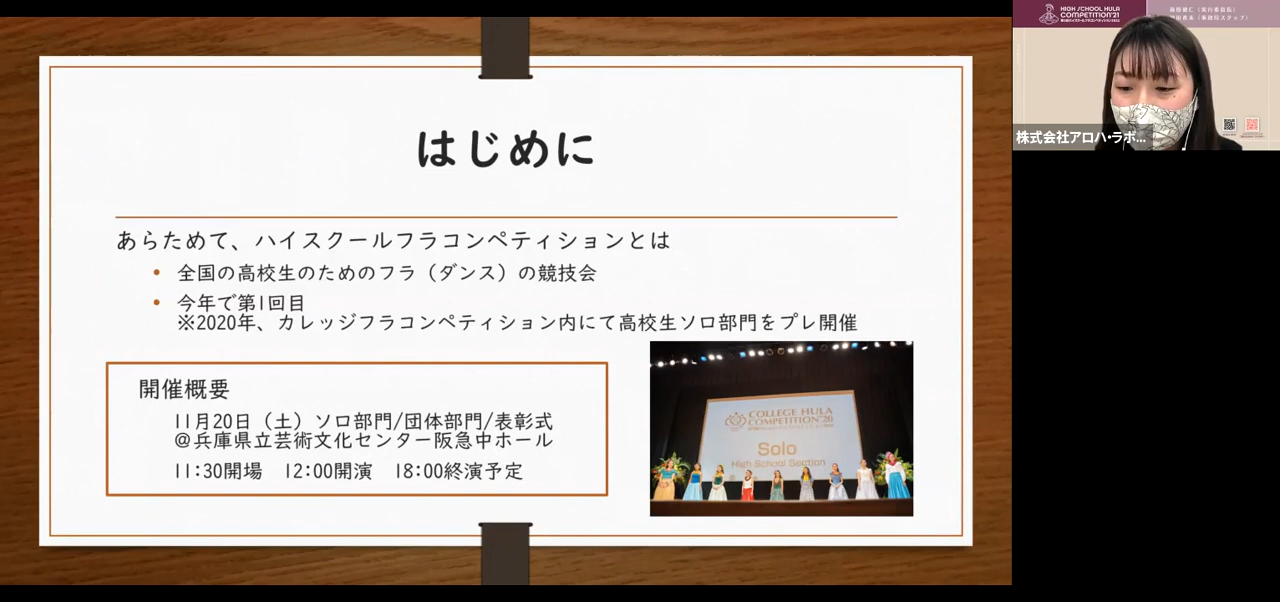 はじめに
あらためて、ハイスクールフラコンペティションとは
• 全国の高校生のためのフラ（ダンス）の競技会
• 今年で第1回目
※2020年、カレッジフラコンペティション内にて高校生ソロ部門をプレ開催
開催概要
11月20日（土）ソロ部門/団体部門/表彰式
@兵庫県立芸術文化センター阪急中ホール
11:30開場　12:00開演　18:00終演予定
COLLEGE HULA
COMPETITION'20
Solo
High School Section
HIGH SCHOOL HULA
COMPETITION'21
株式会社アロハ・ラボ...